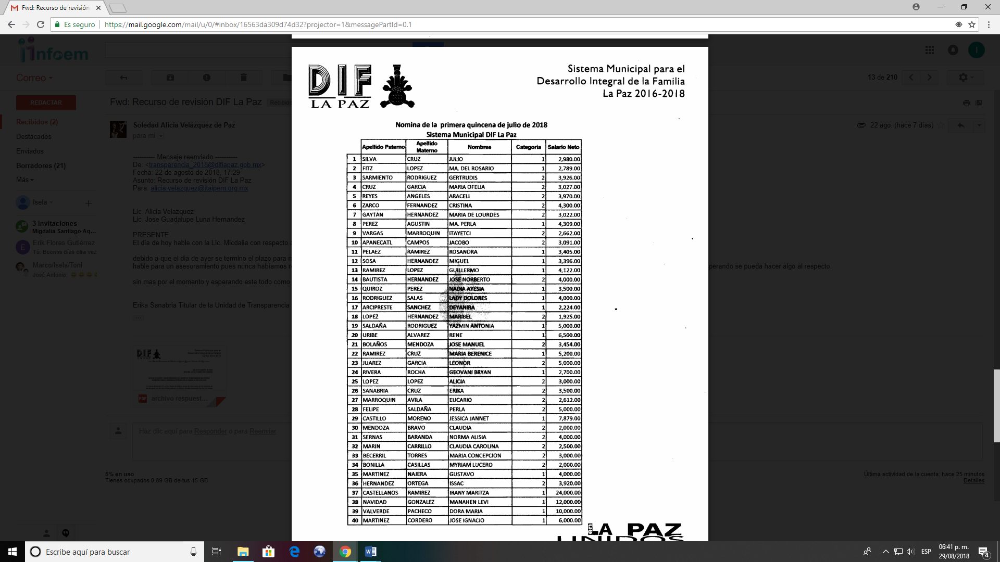 Fwd: Recurso de revisión
Es seguro https://mail.google.com/mail/u/0/#inbox/16563da309d74d32?projector=1&messagePartId=0.1
infoem
Correo
13 de 210
REDACTAR
Fwd: Recurso de revisión DIF La Paz Recibido
Recibidos (2)
Destacados
Enviados
Borradores (21)
Más
Isela
3 invitaciones
Migdalia Santiago Aq...
Erik Flores Gutiérrez
Tú: Buenos días otra vez
Marco/Isela/Toni
José Antonio:
Soledad Alicia Velázquez de Paz
para mí
22 ago. (hace 7 días)
---------- Mensaje reenviado ----------
De: <transparencia_2018@diflapaz.gob.mx>
Fecha: 22 de agosto de 2018, 17:29
Asunto: Recurso de revisión DIF La Paz
Para: alicia.velazquez@itaipem.org.mx
Lic. Alicia Velazquez
Lic. Jose Guadalupe Luna Hernandez
PRESENTE
El dia de hoy hable con la Lic. Micdalia con respecto a
debido a que el dia de ayer se termino el plazo para
hable para un asesoramiento pues nunca habiamos
perando se pueda hacer algo al respecto.
sin mas por el momento y esperando este todo como
Erika Sanabria Titular de la Unidad de Transparencia
PDF archivo respuest...
Haz clic aquí para Responder o para Reenviar
5% en uso
Tienes ocupados 0.89 GB de tus 15 GB
Última actividad de la cuenta: hace 25 minutos
Detalles
DIF
LA PAZ
Sistema Municipal para el
Desarrollo Integral de la Familia
La Paz 2016-2018
Nomina de la primera quincena de julio de 2018
Sistema Municipal DIF La Paz
Apellido Paterno Apellido Materno Nombres Categoria Salario Neto
1 SILVA CRUZ JULIO 1 2,980.00
2 FITZ LOPEZ MA. DEL ROSARIO 1 2,789.00
3 SARMIENTO RODRIGUEZ GERTRUDIS 2 3,926.00
4 CRUZ GARCIA MARIA OFELIA 2 3,027.00
5 REYES ANGELES ARACELI 2 3,970.00
6 ZARCO FERNANDEZ CRISTINA 2 4,300.00
7 GAYTAN HERNANDEZ MARIA DE LOURDES 2 3,022.00
8 PEREZ AGUSTIN MA. PERLA 1 4,309.00
9 VARGAS MARROQUIN ITAYETCI 2 2,662.00
10 APANECATL CAMPOS JACOBO 2 3,091.00
11 PELAEZ RAMIREZ ROSANDRA 1 3,405.00
12 SOSA HERNANDEZ MIGUEL 1 3,396.00
13 RAMIREZ LOPEZ GUILLERMO 1 4,122.00
14 BAUTISTA HERNANDEZ JOSE NORBERTO 2 4,000.00
15 QUIROZ PEREZ NADIA AYESIA 1 3,500.00
16 RODRIGUEZ SALAS LADY DOLORES 1 4,000.00
17 ARCIPRESTE SANCHEZ DEYANIRA 1 2,224.00
18 LOPEZ HERNANDEZ MARIBEL 2 1,925.00
19 SALDAÑA RODRIGUEZ YAZMIN ANTONIA 1 5,000.00
20 URIBE ALVAREZ RENE 1 6,500.00
21 BOLAÑOS MENDOZA JOSE MANUEL 2 3,454.00
22 RAMIREZ CRUZ MARIA BERENICE 1 5,200.00
23 JUAREZ GARCIA LEONOR 2 5,000.00
24 RIVERA ROCHA GEOVANI BRYAN 1 2,700.00
25 LOPEZ LOPEZ ALICIA 2 3,000.00
26 SANABRIA CRUZ ERIKA 2 3,500.00
27 MARROQUIN AVILA EUCARIO 2 2,612.00
28 FELIPE SALDAÑA PERLA 2 5,000.00
29 CASTILLO MORENO JESSICA JANNET 1 7,879.00
30 MENDOZA BRAVO CLAUDIA 2 2,000.00
31 SERNAS BARANDA NORMA ALISIA 2 4,000.00
32 MARIN CARRILLO CLAUDIA CAROLINA 2 2,500.00
33 BECERRIL TORRES MARIA CONCEPCION 2 3,000.00
34 BONILLA CASILLAS MYRIAM LUCERO 2 2,000.00
35 MARTINEZ NAJERA GUSTAVO 1 4,000.00
36 HERNANDEZ ORTEGA ISSAC 2 3,920.00
37 CASTELLANOS RAMIREZ IRANY MARITZA 1 24,000.00
38 NAVIDAD GONZALEZ MANAHEN LEVI 1 12,000.00
39 VALVERDE PACHECO DORA MARIA 1 10,000.00
40 MARTINEZ CORDERO JOSE IGNACIO 1 6,000.00
en LA PAZ
UNIDOS
Escribe aquí para buscar
ESP
06:41 p. m.
29/08/2018
4